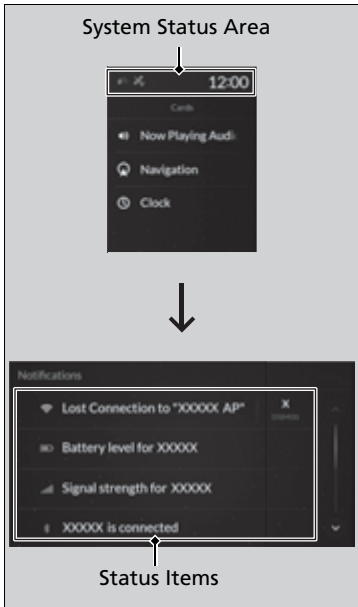 System Status Area
12:00
Cards
Now Playing Audi
Navigation
Clock
Notifications
Lost Connection to "XXXXX AP"
X
DISMISS
Battery level for XXXXX
Signal strength for XXXXX
XXXXX is connected
Status Items